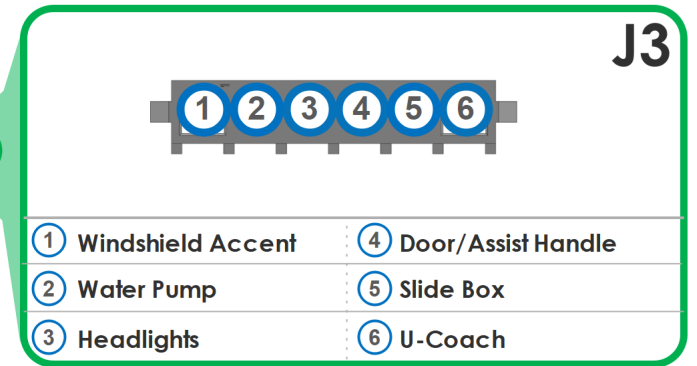 J3
1 2 3 4 5 6
1 Windshield Accent
4 Door/Assist Handle
2 Water Pump
5 Slide Box
3 Headlights
6 U-Coach